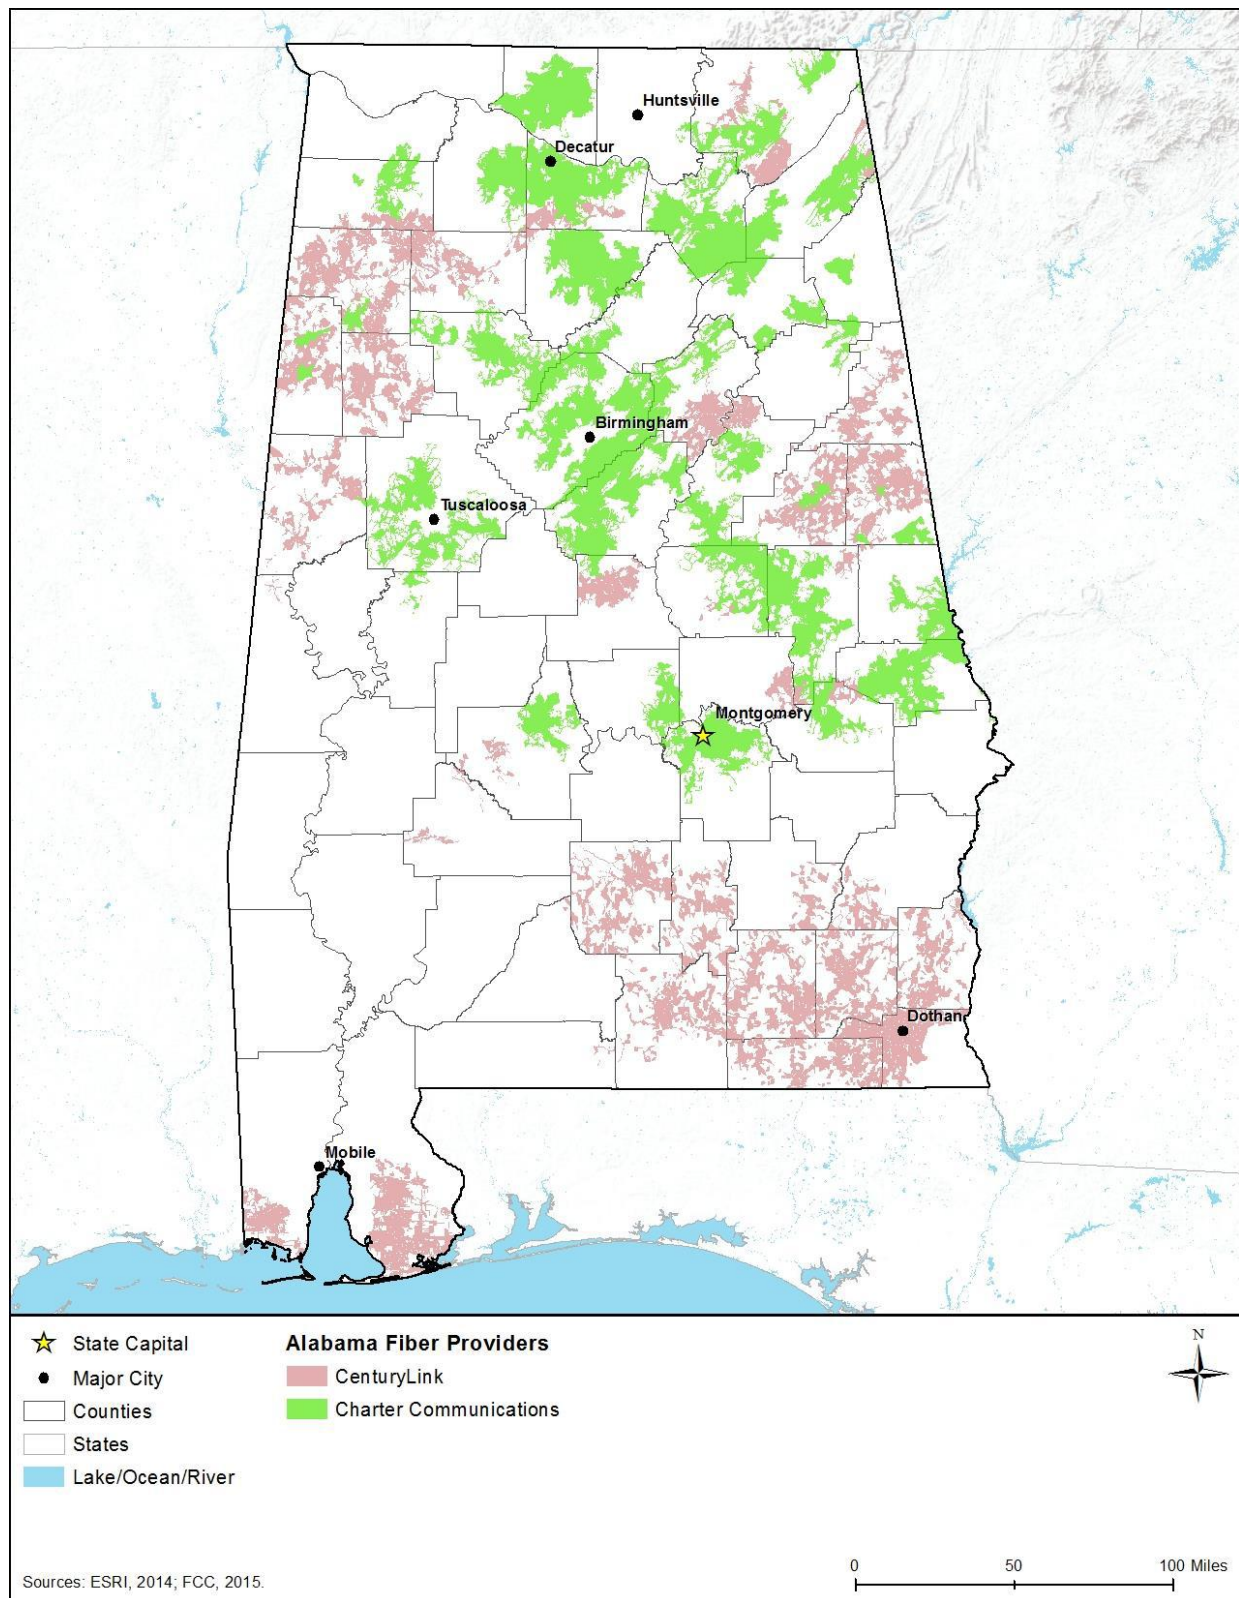 Huntsville
Decatur
Birmingham
Tuscaloosa
Montgomery
Dothan
Mobile
State Capital
Major City
Counties
States
Lake/Ocean/River
Alabama Fiber Providers
CenturyLink
Charter Communications
N
0 50 100 Miles
Sources: ESRI, 2014; FCC, 2015.